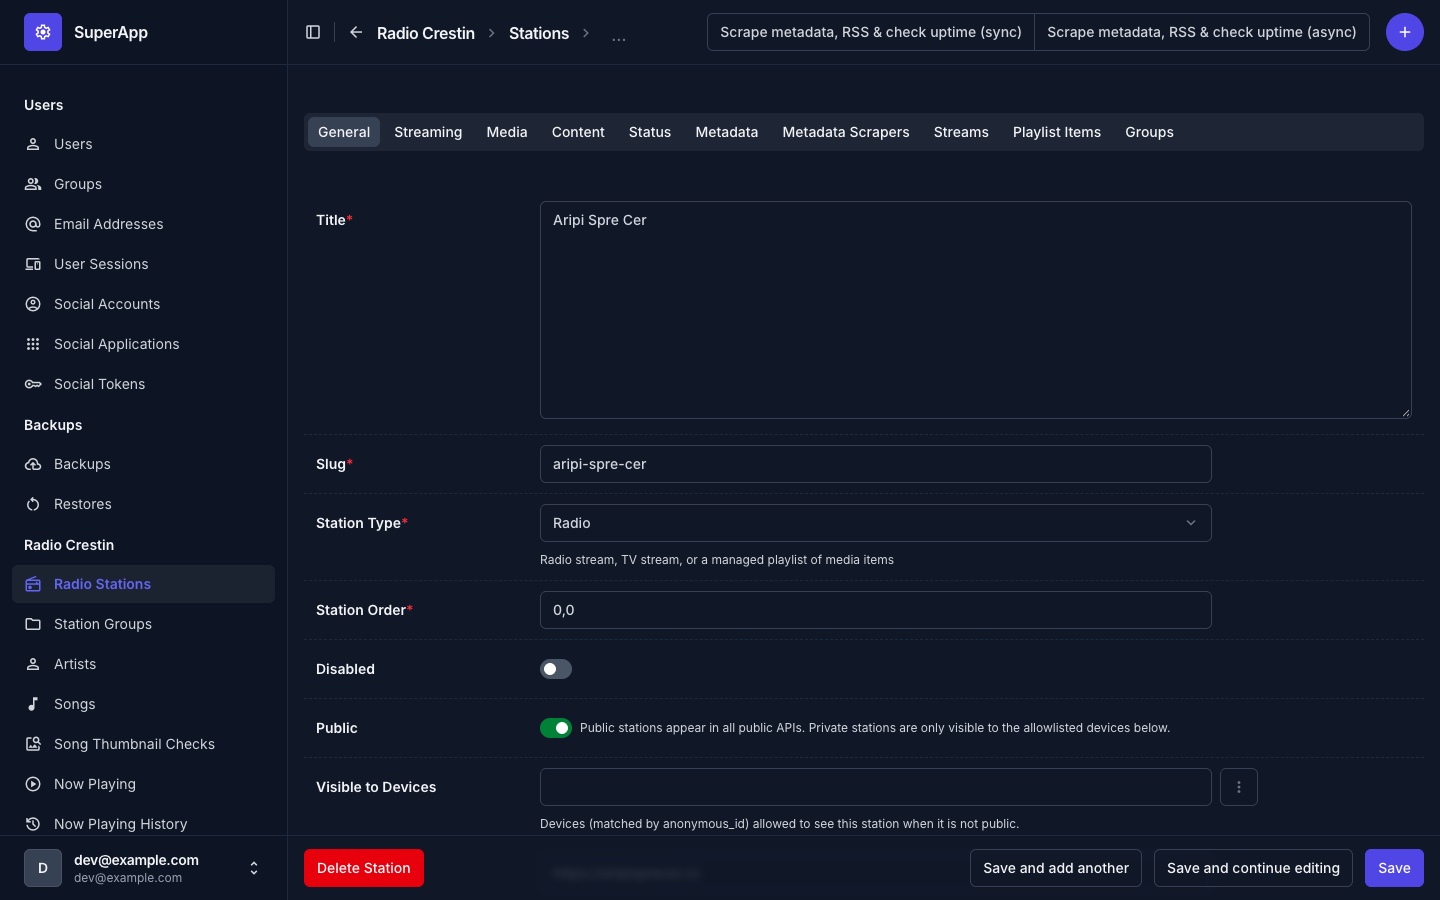 SuperApp
Radio Crestin
Stations
...
Scrape metadata, RSS & check uptime (sync)
Scrape metadata, RSS & check uptime (async)
Users
Users
Groups
Email Addresses
User Sessions
Social Accounts
Social Applications
Social Tokens
Backups
Backups
Restores
Radio Crestin
Radio Stations
Station Groups
Artists
Songs
Song Thumbnail Checks
Now Playing
Now Playing History
D
dev@example.com
dev@example.com
General
Streaming
Media
Content
Status
Metadata
Metadata Scrapers
Streams
Playlist Items
Groups
Title*
Aripi Spre Cer
Slug*
aripi-spre-cer
Station Type*
Radio
Radio stream, TV stream, or a managed playlist of media items
Station Order*
0,0
Disabled
Public
Public stations appear in all public APIs. Private stations are only visible to the allowlisted devices below.
Visible to Devices
Devices (matched by anonymous_id) allowed to see this station when it is not public.
Delete Station
Save and add another
Save and continue editing
Save